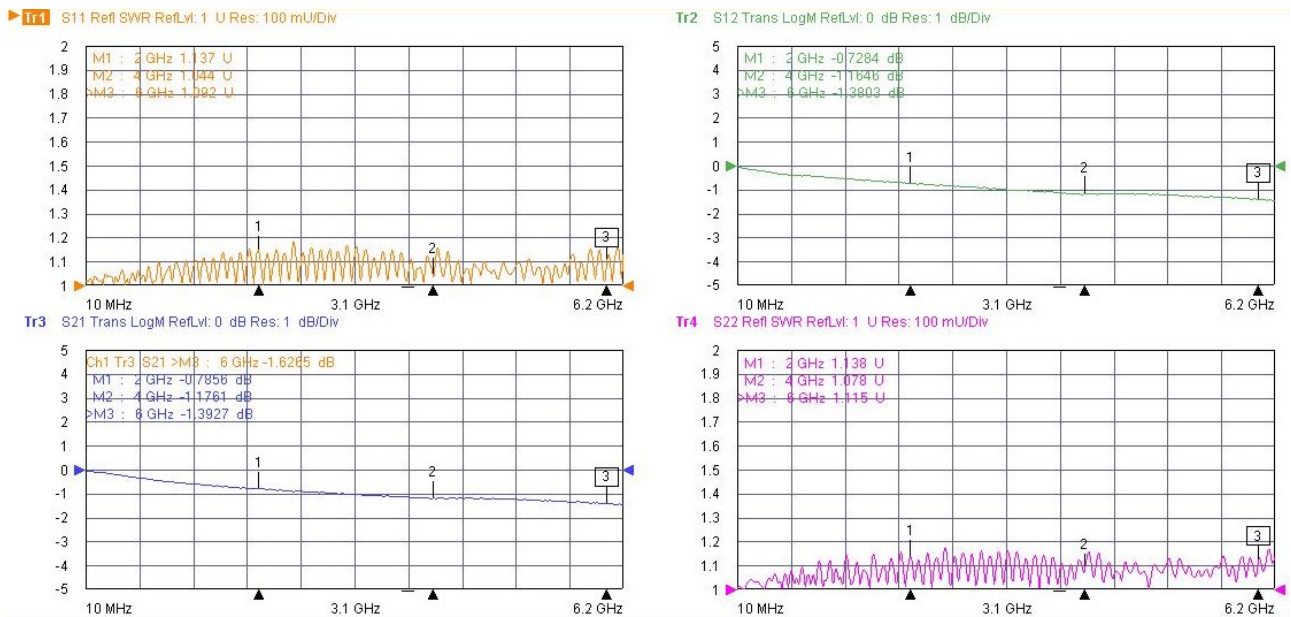 Tr1 S11 Refl SWR RefLvl: 1 U Res: 100 mU/Div
2
M1 : 2 GHz 1.137 U
1.9
M2 : 4 GHz 1.044 U
1.8
>M3 : 6 GHz 1.092 U
1.7
1.6
1.5
1.4
1.3
1.2
1.1
1
1
2
3
10 MHz 3.1 GHz 6.2 GHz
Tr2 S12 Trans LogM RefLvl: 0 dB Res: 1 dB/Div
5
M1 : 2 GHz -0.7284 dB
4
M2 : 4 GHz -1.1646 dB
3
>M3 : 6 GHz -1.3803 dB
2
1
0
-1
-2
-3
-4
-5
1
2
3
10 MHz 3.1 GHz 6.2 GHz
Tr3 S21 Trans LogM RefLvl: 0 dB Res: 1 dB/Div
5
Ch1 Tr3 S21 >M3 : 6 GHz -1.6265 dB
4
M1 : 2 GHz -0.7856 dB
3
M2 : 4 GHz -1.1761 dB
2
>M3 : 6 GHz -1.3927 dB
1
0
-1
-2
-3
-4
-5
1
2
3
10 MHz 3.1 GHz 6.2 GHz
Tr4 S22 Refl SWR RefLvl: 1 U Res: 100 mU/Div
2
M1 : 2 GHz 1.138 U
1.9
M2 : 4 GHz 1.078 U
1.8
>M3 : 6 GHz 1.115 U
1.7
1.6
1.5
1.4
1.3
1.2
1.1
1
1
2
3
10 MHz 3.1 GHz 6.2 GHz